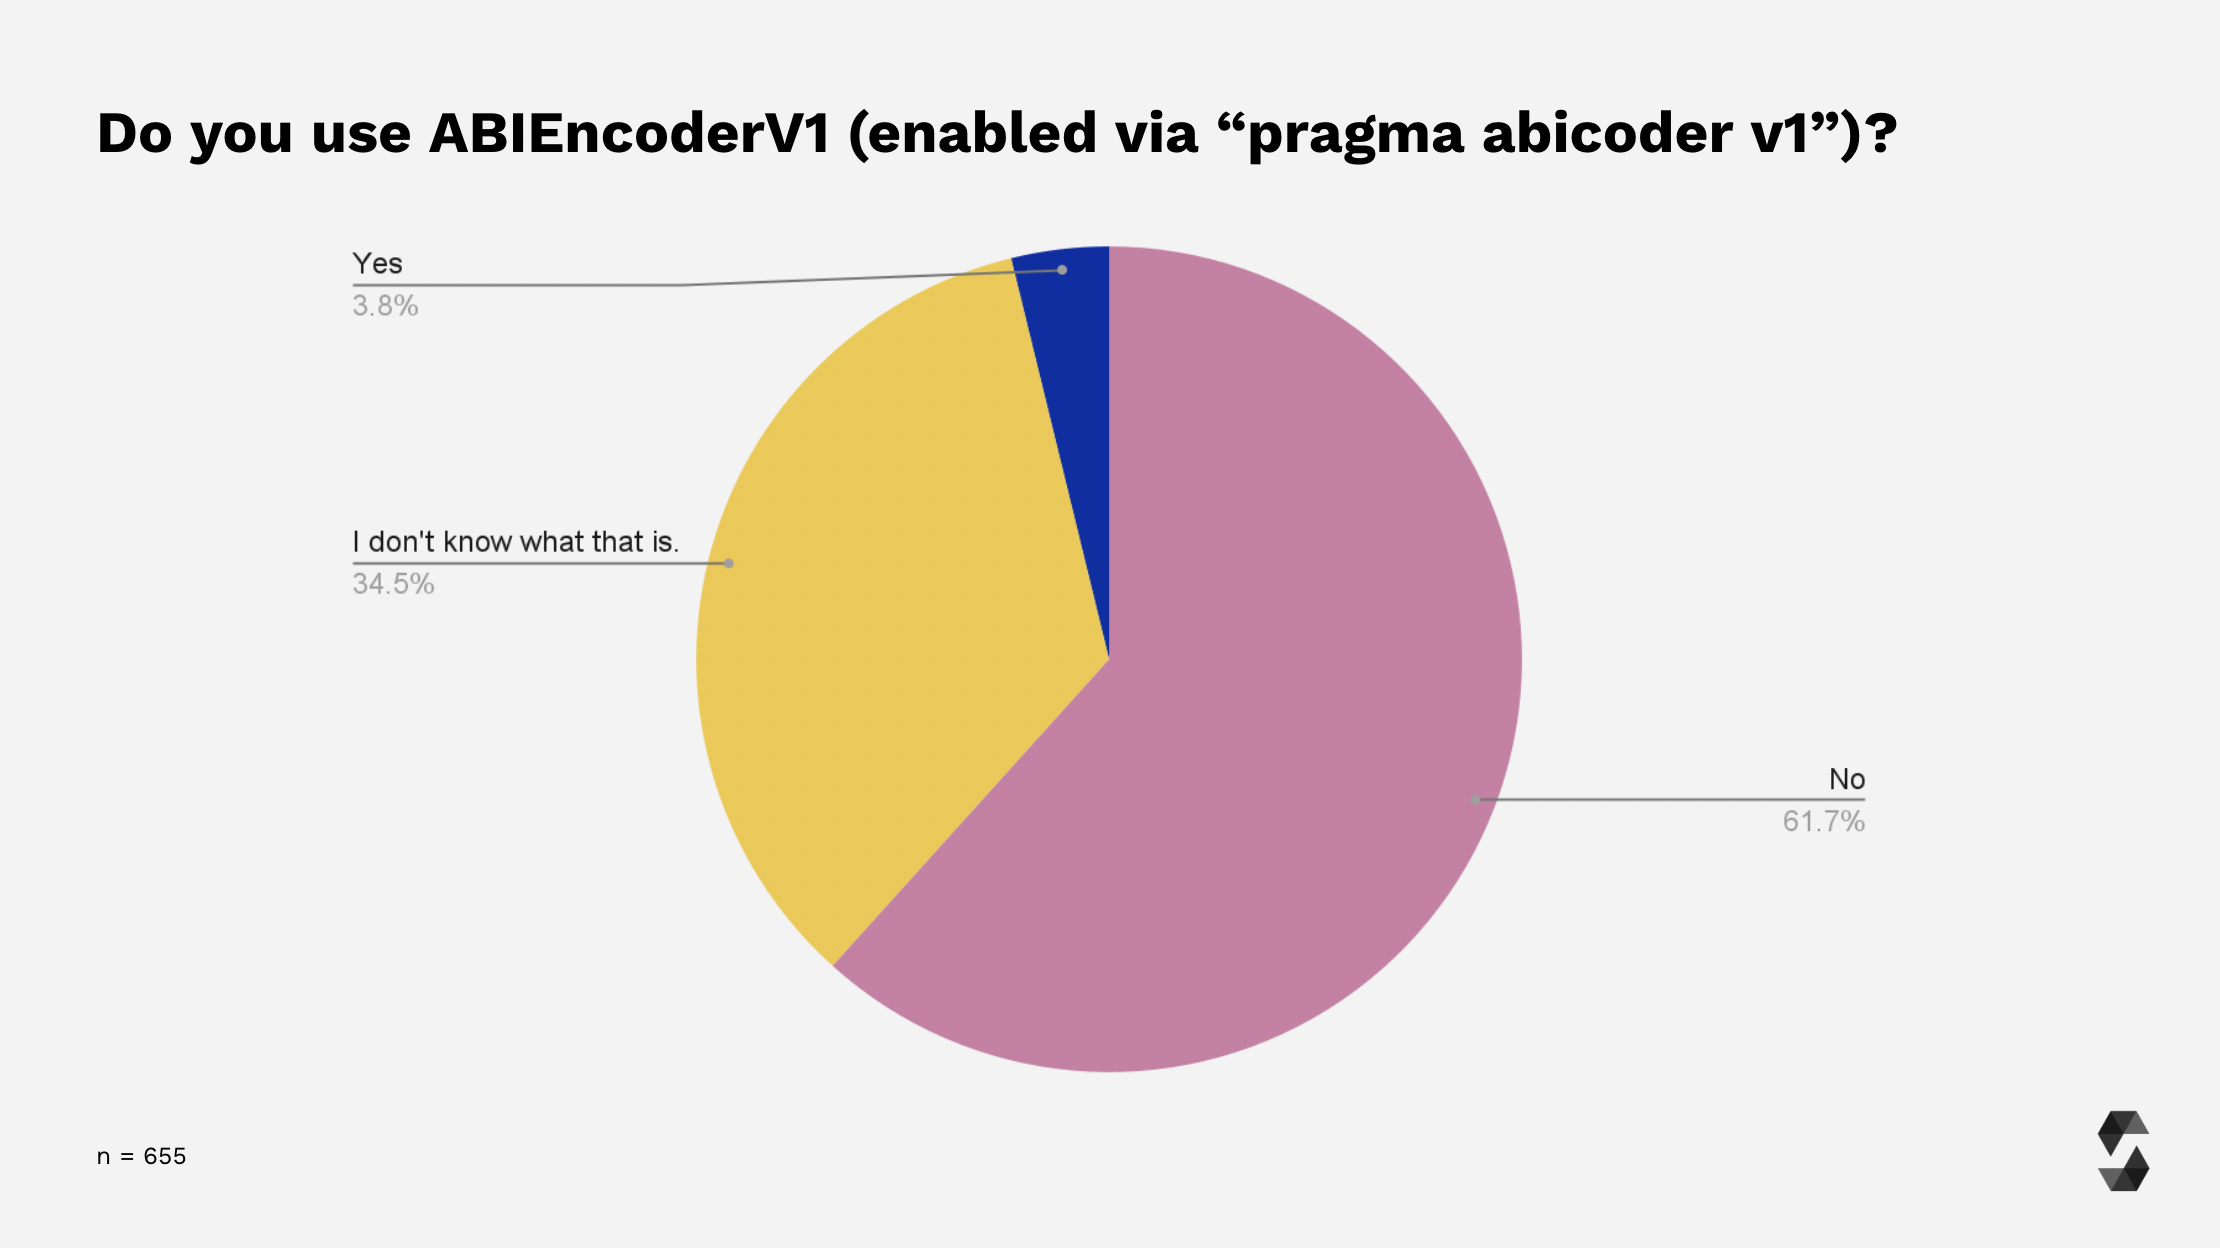 Do you use ABIEncoderV1 (enabled via “pragma abicoder v1”)?
Yes
3.8%
I don't know what that is.
34.5%
No
61.7%
n = 655